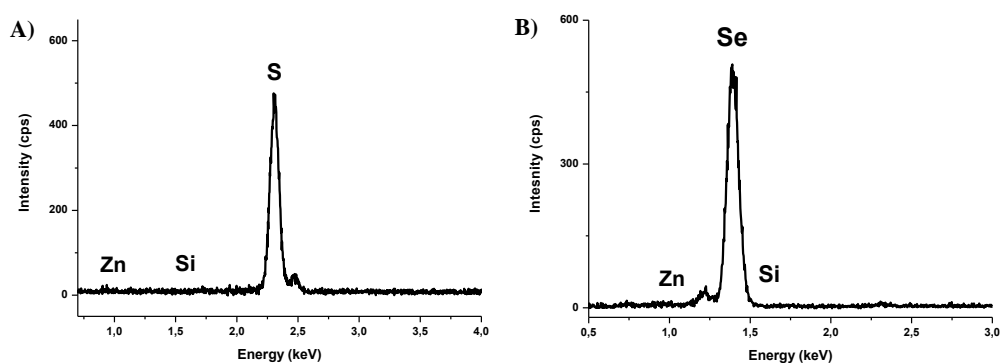 A)
Intensity (cps)
600
400
200
0
S
Zn
Si
1,0
1,5
2,0
2,5
3,0
3,5
4,0
Energy (keV)
B)
Intesnity (cps)
600
300
0
Se
Zn
Si
0,5
1,0
1,5
2,0
2,5
3,0
Energy (keV)